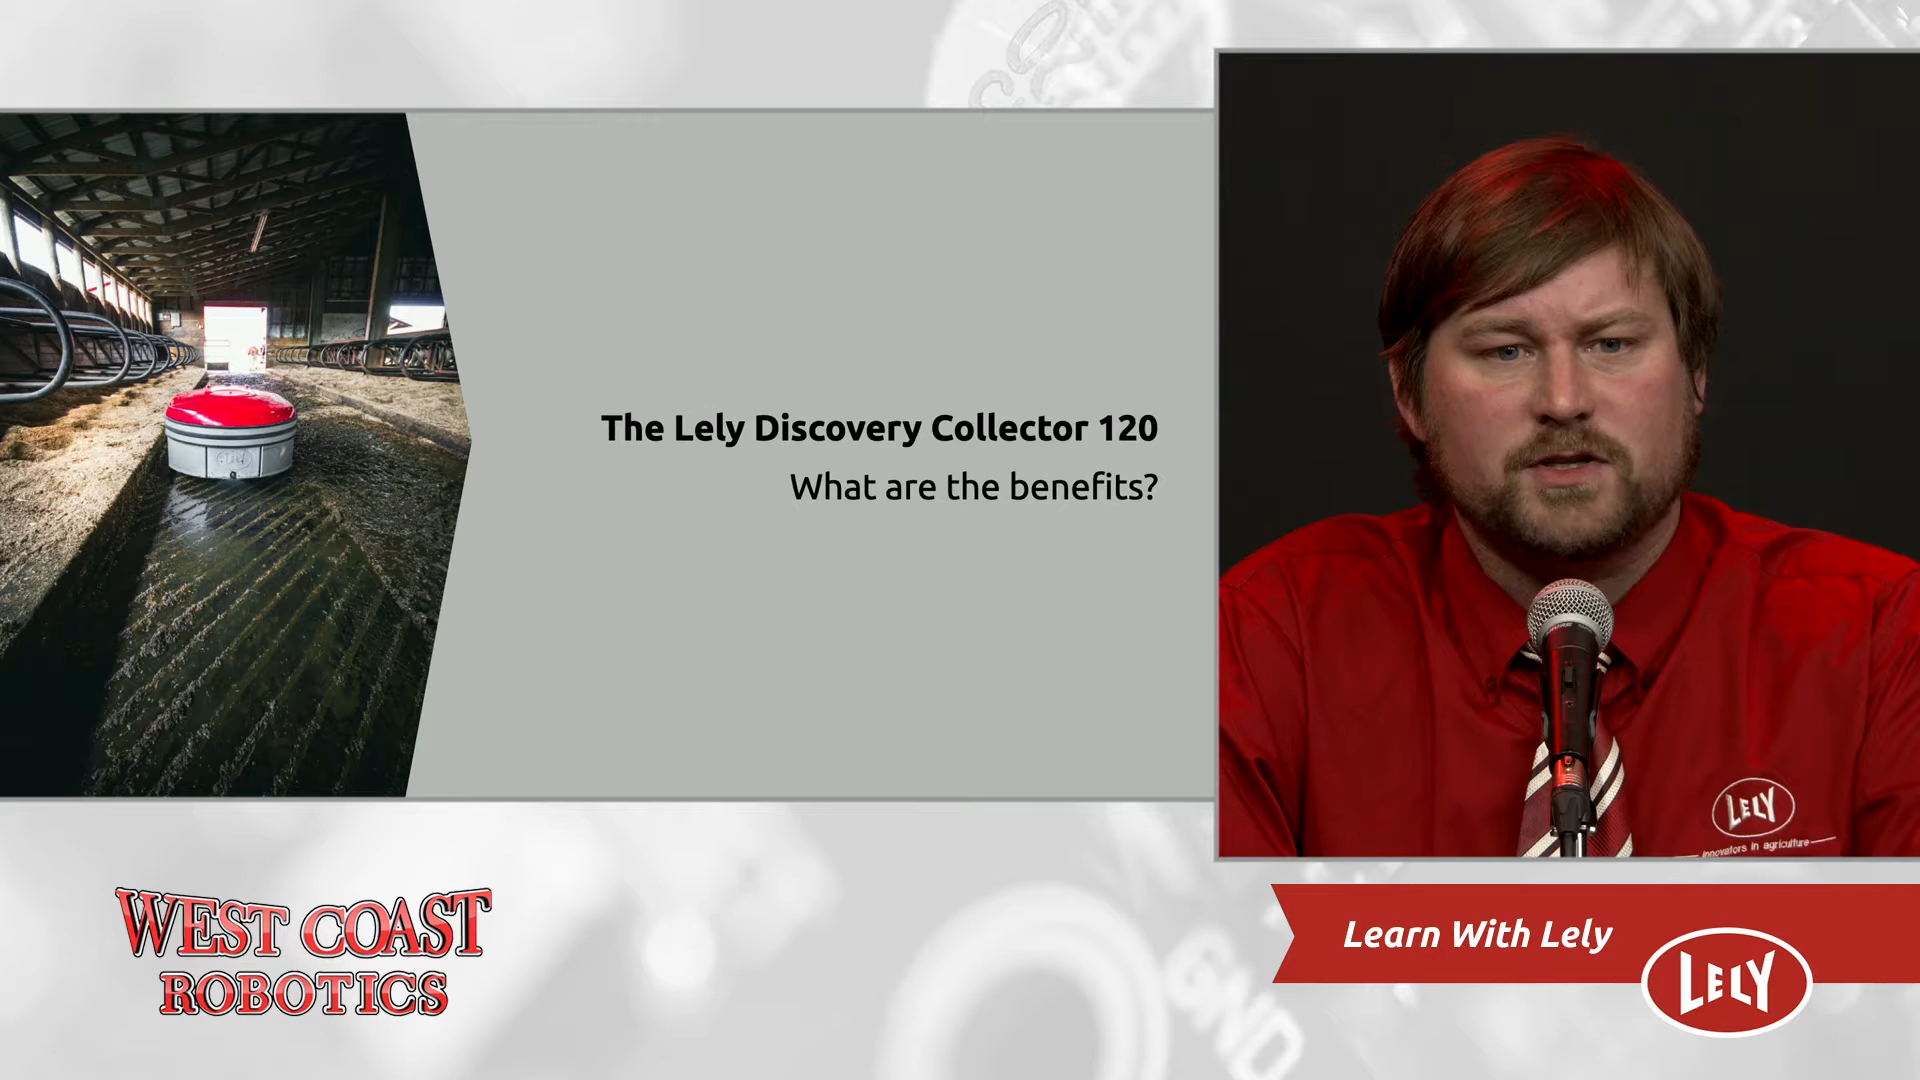 The Lely Discovery Collector 120
What are the benefits?
LELY
innovators in agriculture
WEST COAST
ROBOTICS
Learn With Lely
LELY
GND